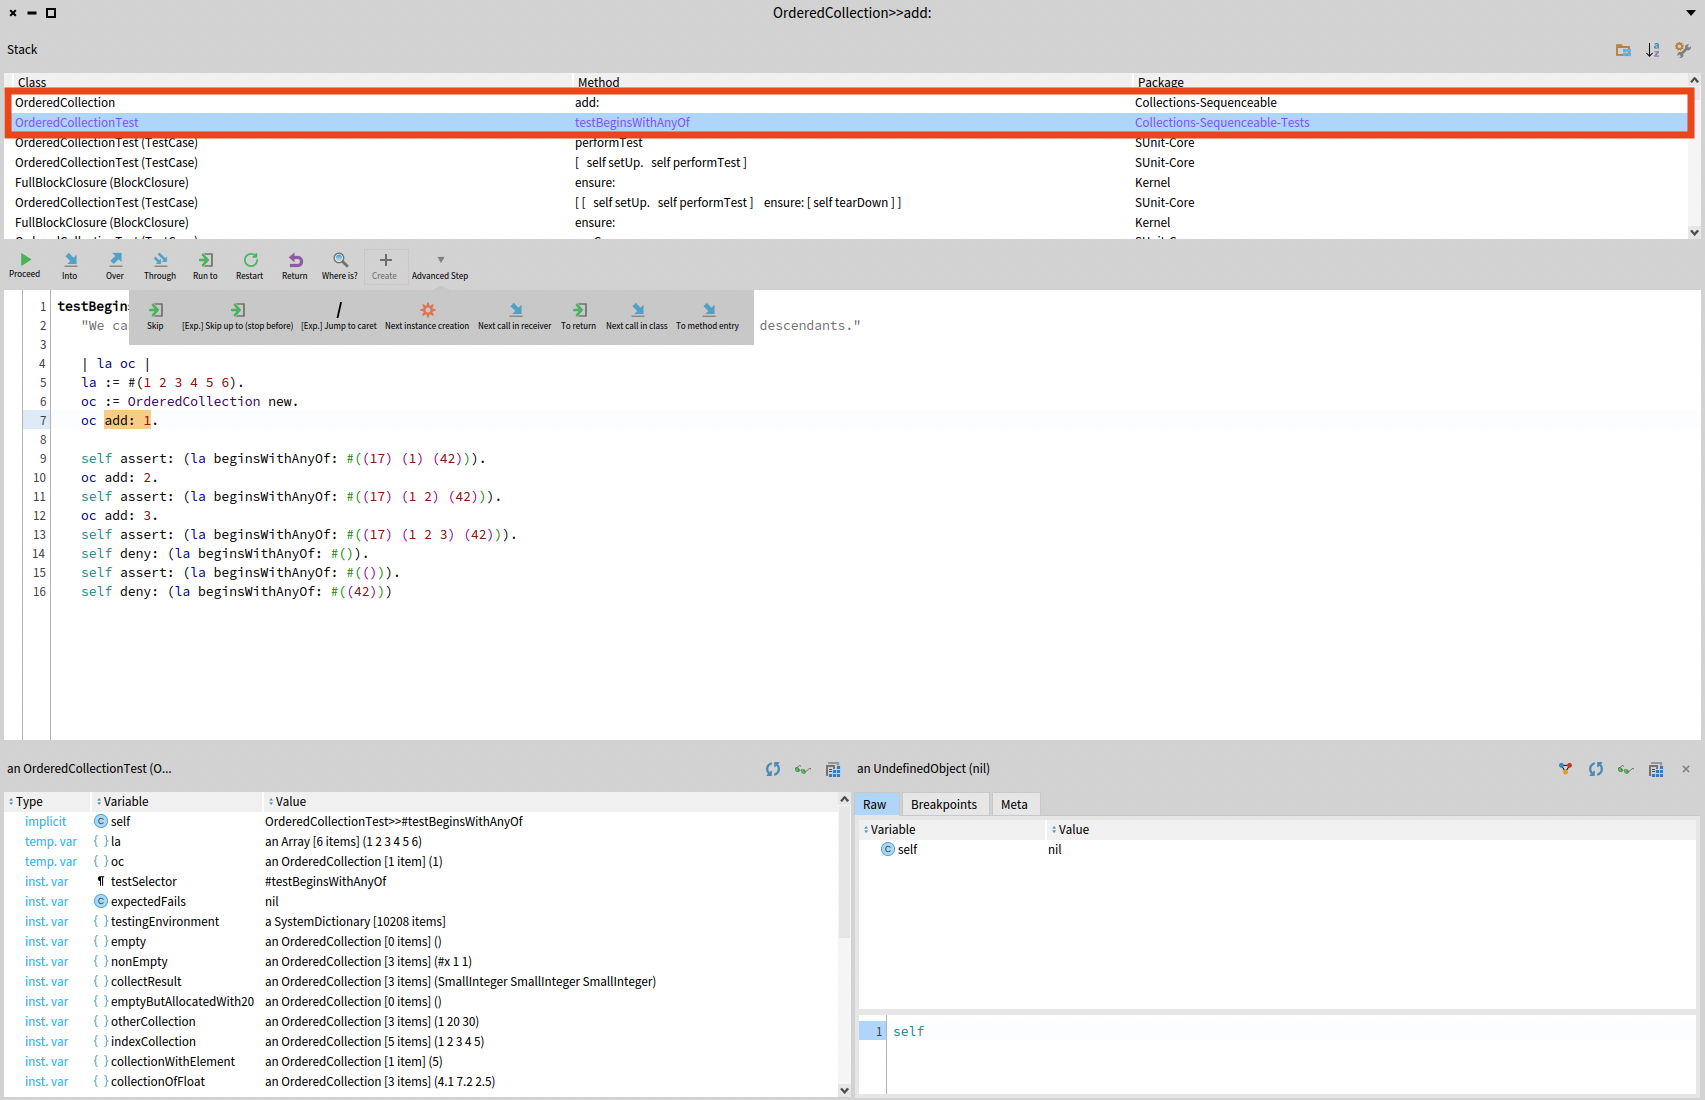 OrderedCollection>>add:
Stack
Class Method Package
OrderedCollection add: Collections-Sequenceable
OrderedCollectionTest testBeginsWithAnyOf Collections-Sequenceable-Tests
OrderedCollectionTest (TestCase) performTest SUnit-Core
OrderedCollectionTest (TestCase) [ self setUp. self performTest ] SUnit-Core
FullBlockClosure (BlockClosure) ensure: Kernel
OrderedCollectionTest (TestCase) [ [ self setUp. self performTest ] ensure: [ self tearDown ] ] SUnit-Core
FullBlockClosure (BlockClosure) ensure: Kernel
Proceed Into Over Through Run to Restart Return Where is? Create Advanced Step
Skip [Exp.] Skip up to (stop before) [Exp.] Jump to caret Next instance creation Next call in receiver To return Next call in class To method entry
1 testBegins
2 "We ca descendants."
3
4 | la oc |
5 la := #(1 2 3 4 5 6).
6 oc := OrderedCollection new.
7 oc add: 1.
8
9 self assert: (la beginsWithAnyOf: #((17) (1) (42))).
10 oc add: 2.
11 self assert: (la beginsWithAnyOf: #((17) (1 2) (42))).
12 oc add: 3.
13 self assert: (la beginsWithAnyOf: #((17) (1 2 3) (42))).
14 self deny: (la beginsWithAnyOf: #()).
15 self assert: (la beginsWithAnyOf: #(())).
16 self deny: (la beginsWithAnyOf: #((42)))
an OrderedCollectionTest (O...
Type Variable Value
implicit self OrderedCollectionTest>>#testBeginsWithAnyOf
temp. var la an Array [6 items] (1 2 3 4 5 6)
temp. var oc an OrderedCollection [1 item] (1)
inst. var testSelector #testBeginsWithAnyOf
inst. var expectedFails nil
inst. var testingEnvironment a SystemDictionary [10208 items]
inst. var empty an OrderedCollection [0 items] ()
inst. var nonEmpty an OrderedCollection [3 items] (#x 1 1)
inst. var collectResult an OrderedCollection [3 items] (SmallInteger SmallInteger SmallInteger)
inst. var emptyButAllocatedWith20 an OrderedCollection [0 items] ()
inst. var otherCollection an OrderedCollection [3 items] (1 20 30)
inst. var indexCollection an OrderedCollection [5 items] (1 2 3 4 5)
inst. var collectionWithElement an OrderedCollection [1 item] (5)
inst. var collectionOfFloat an OrderedCollection [3 items] (4.1 7.2 2.5)
an UndefinedObject (nil)
Raw Breakpoints Meta
Variable Value
self nil
1 self